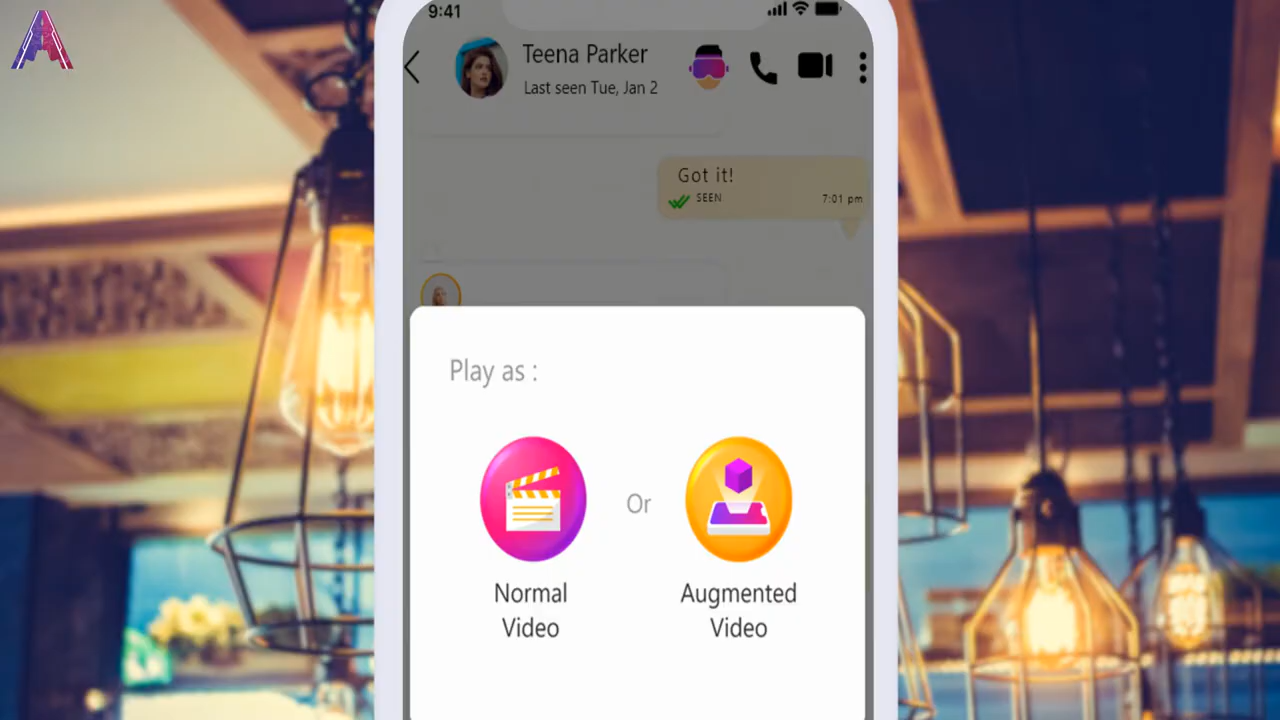 9:41
Teena Parker
Last seen Tue, Jan 2
Got it!
SEEN
7:01 pm
Play as :
Or
Normal
Video
Augmented
Video